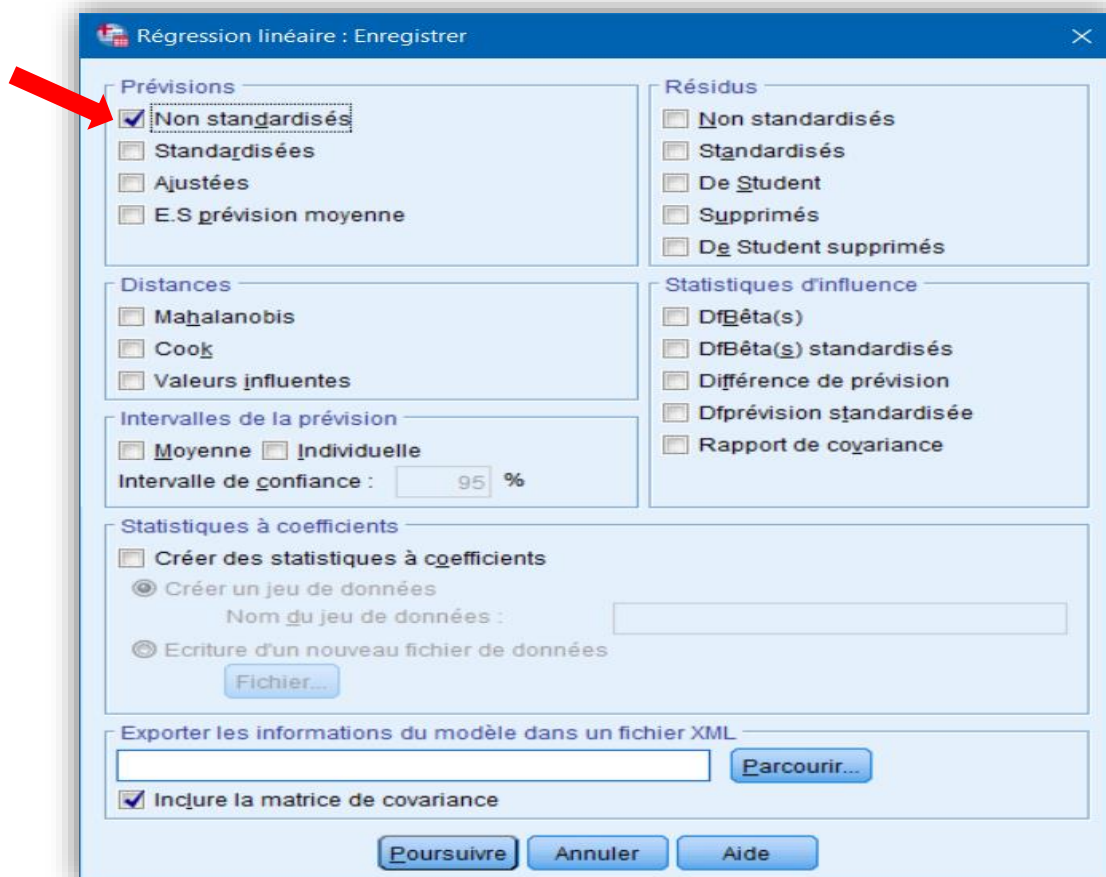 Régression linéaire : Enregistrer
Prévisions
Non standardisés
Standardisées
Ajustées
E.S prévision moyenne
Résidus
Non standardisés
Standardisés
De Student
Supprimés
De Student supprimés
Distances
Mahalanobis
Cook
Valeurs influentes
Statistiques d'influence
DfBêta(s)
DfBêta(s) standardisés
Différence de prévision
Dfprévision standardisée
Rapport de covariance
Intervalles de la prévision
Moyenne Individuelle
Intervalle de confiance : 95 %
Statistiques à coefficients
Créer des statistiques à coefficients
Créer un jeu de données
Nom du jeu de données :
Ecriture d'un nouveau fichier de données
Fichier...
Exporter les informations du modèle dans un fichier XML
Parcourir...
Inclure la matrice de covariance
Poursuivre Annuler Aide